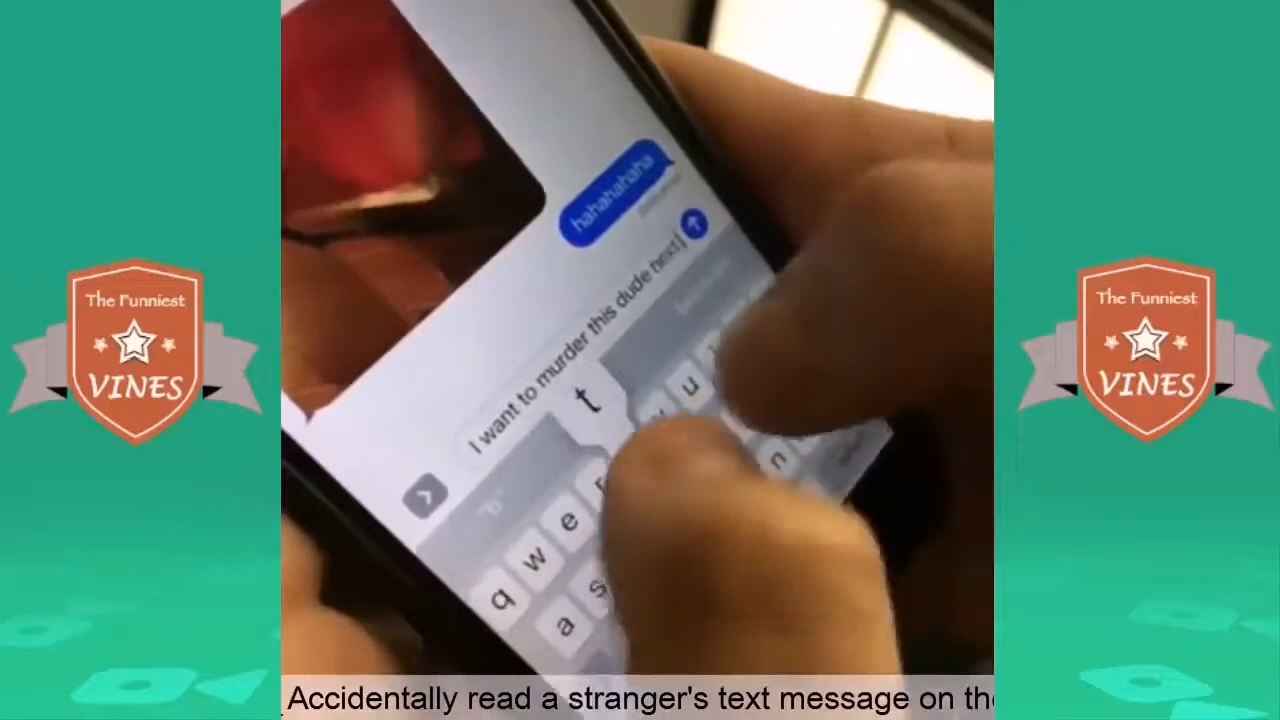 hahahahaha
I want to murder this dude next
t
u
n
q w e r
a s
The Funniest
VINES
The Funniest
VINES
Accidentally read a stranger's text message on the